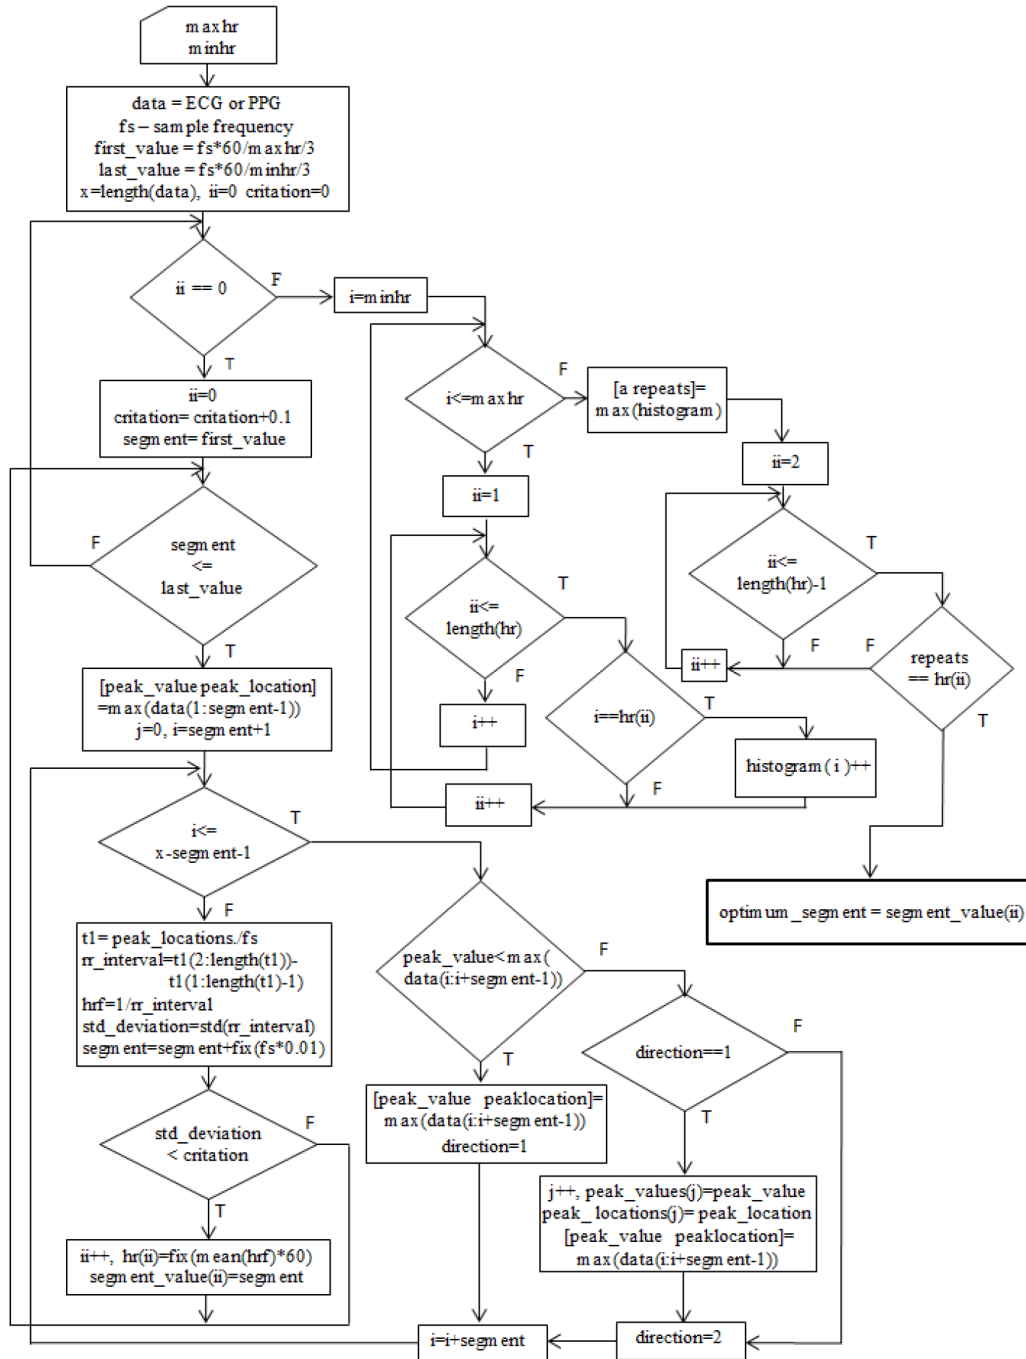 maxhr
minhr
data = ECG or PPG
fs – sample frequency
first_value = fs*60/maxhr/3
last_value = fs*60/minhr/3
x=length(data), ii=0 critation=0
ii == 0
F
T
i=minhr
ii=0
critation= critation+0.1
segment= first_value
i<=maxhr
F
T
[a repeats]=
max(histogram)
ii=2
ii=1
segment
<=
last_value
F
T
ii<=
length(hr)
T
F
ii<=
length(hr)-1
T
F
ii++
repeats
== hr(ii)
F
T
[peak_value peak_location]
=max(data(1:segment-1))
j=0, i=segment+1
i++
i==hr(ii)
T
F
histogram(i)++
ii++
i<=
x-segment-1
T
F
optimum_segment = segment_value(ii)
t1= peak_locations./fs
rr_interval=t1(2:length(t1))-
t1(1:length(t1)-1)
hrf=1/rr_interval
std_deviation=std(rr_interval)
segment=segment+fix(fs*0.01)
peak_value<max(
data(i:i+segment-1))
F
T
direction==1
F
T
std_deviation
< critation
F
T
[peak_value peaklocation]=
max(data(i:i+segment-1))
direction=1
j++, peak_values(j)=peak_value
peak_locations(j)= peak_location
[peak_value peaklocation]=
max(data(i:i+segment-1))
ii++, hr(ii)=fix(mean(hrf)*60)
segment_value(ii)=segment
i=i+segment
direction=2